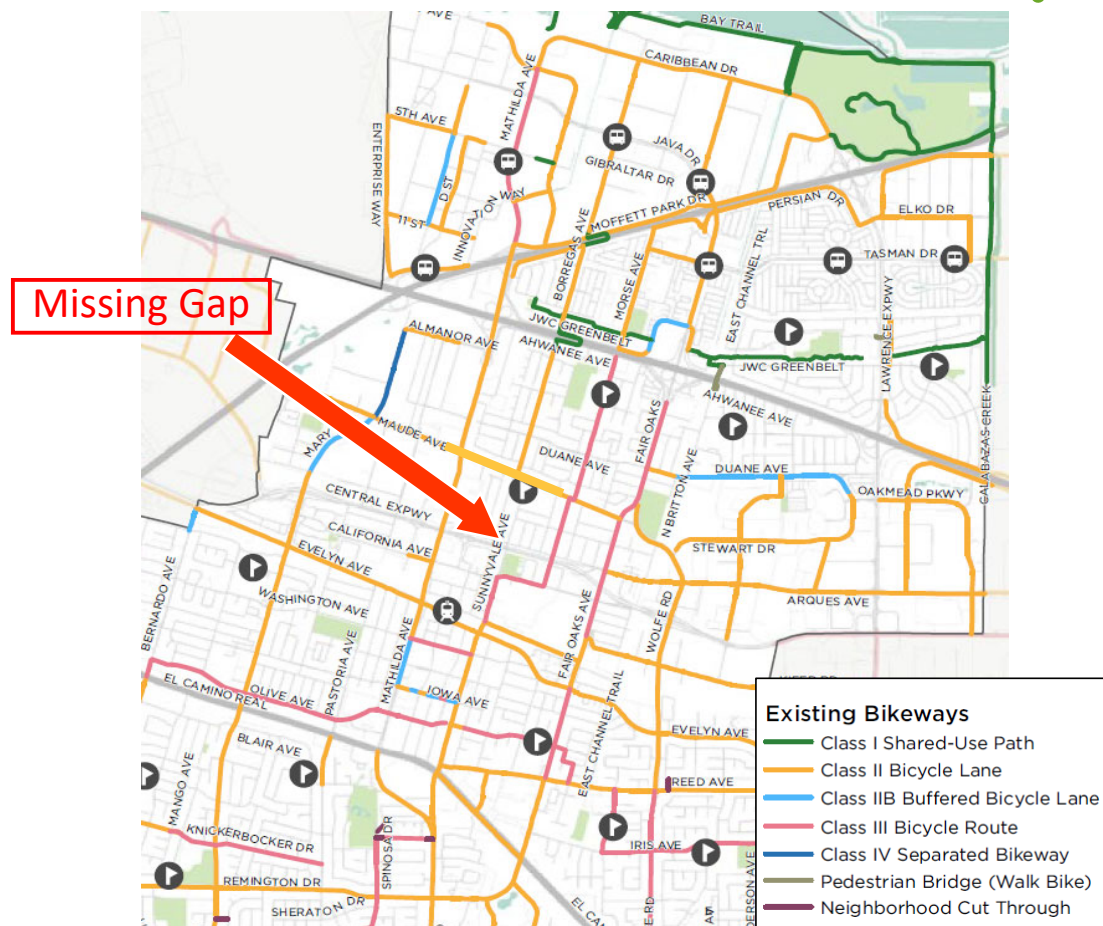 BAY TRAIL
CARIBBEAN DR
MATHILDA AVE
5TH AVE
ENTERPRISE WAY
JAVA DR
GIBRALTAR DR
D ST
INNOVATION WAY
11 ST
MOFFETT PARK DR
PERSIAN DR
ELKO DR
BORREGAS AVE
MORSE AVE
EAST CHANNEL TRL
TASMAN DR
LAWRENCE EXPWY
Missing Gap
ALMANOR AVE
JWC GREENBELT
AHWANEE AVE
JWC GREENBELT
AHWANEE AVE
CALABAZAS CREEK
MARY
MAUDE AVE
DUANE AVE
FAIR OAKS
N BRITTON AVE
DUANE AVE
OAKMEAD PKWY
CENTRAL EXPWY
CALIFORNIA AVE
SUNNYVALE AVE
STEWART DR
EVELYN AVE
BERNARDO AVE
WASHINGTON AVE
ARQUES AVE
WOLFE RD
FAIR OAKS AVE
PASTORIA AVE
MATHILDA AVE
EL CAMINO REAL
OLIVE AVE
IOWA AVE
EAST CHANNEL TRAIL
EVELYN AVE
BLAIR AVE
MANGO AVE
REED AVE
KNICKERBOCKER DR
SPINOSA DR
IRIS AVE
REMINGTON DR
SHERATON DR
EL CA
E RD
AV
DERSON AVE
Existing Bikeways
Class I Shared-Use Path
Class II Bicycle Lane
Class IIB Buffered Bicycle Lane
Class III Bicycle Route
Class IV Separated Bikeway
Pedestrian Bridge (Walk Bike)
Neighborhood Cut Through